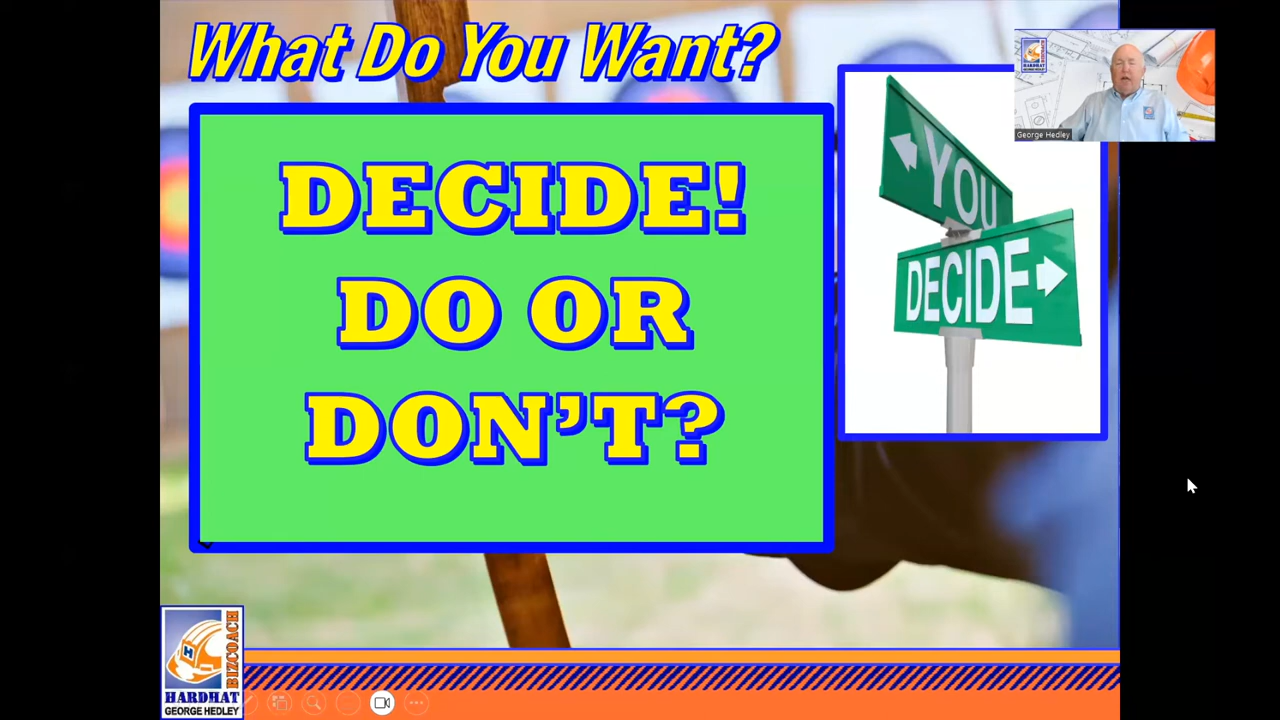 What Do You Want?
DECIDE!
DO OR
DON'T?
YOU
DECIDE
George Hedley
H
HARDHAT
BIZCOACH
GEORGE HEDLEY